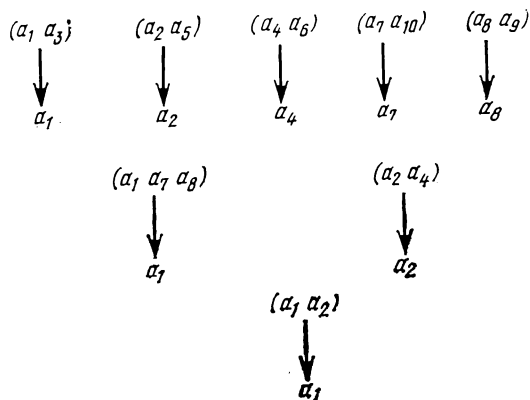 (a₁ a₃) (a₂ a₅) (a₄ a₆) (a₇ a₁₀) (a₈ a₉)
a₁ a₂ a₄ a₇ a₈
(a₁ a₇ a₈) (a₂ a₄)
a₁ a₂
(a₁ a₂)
a₁